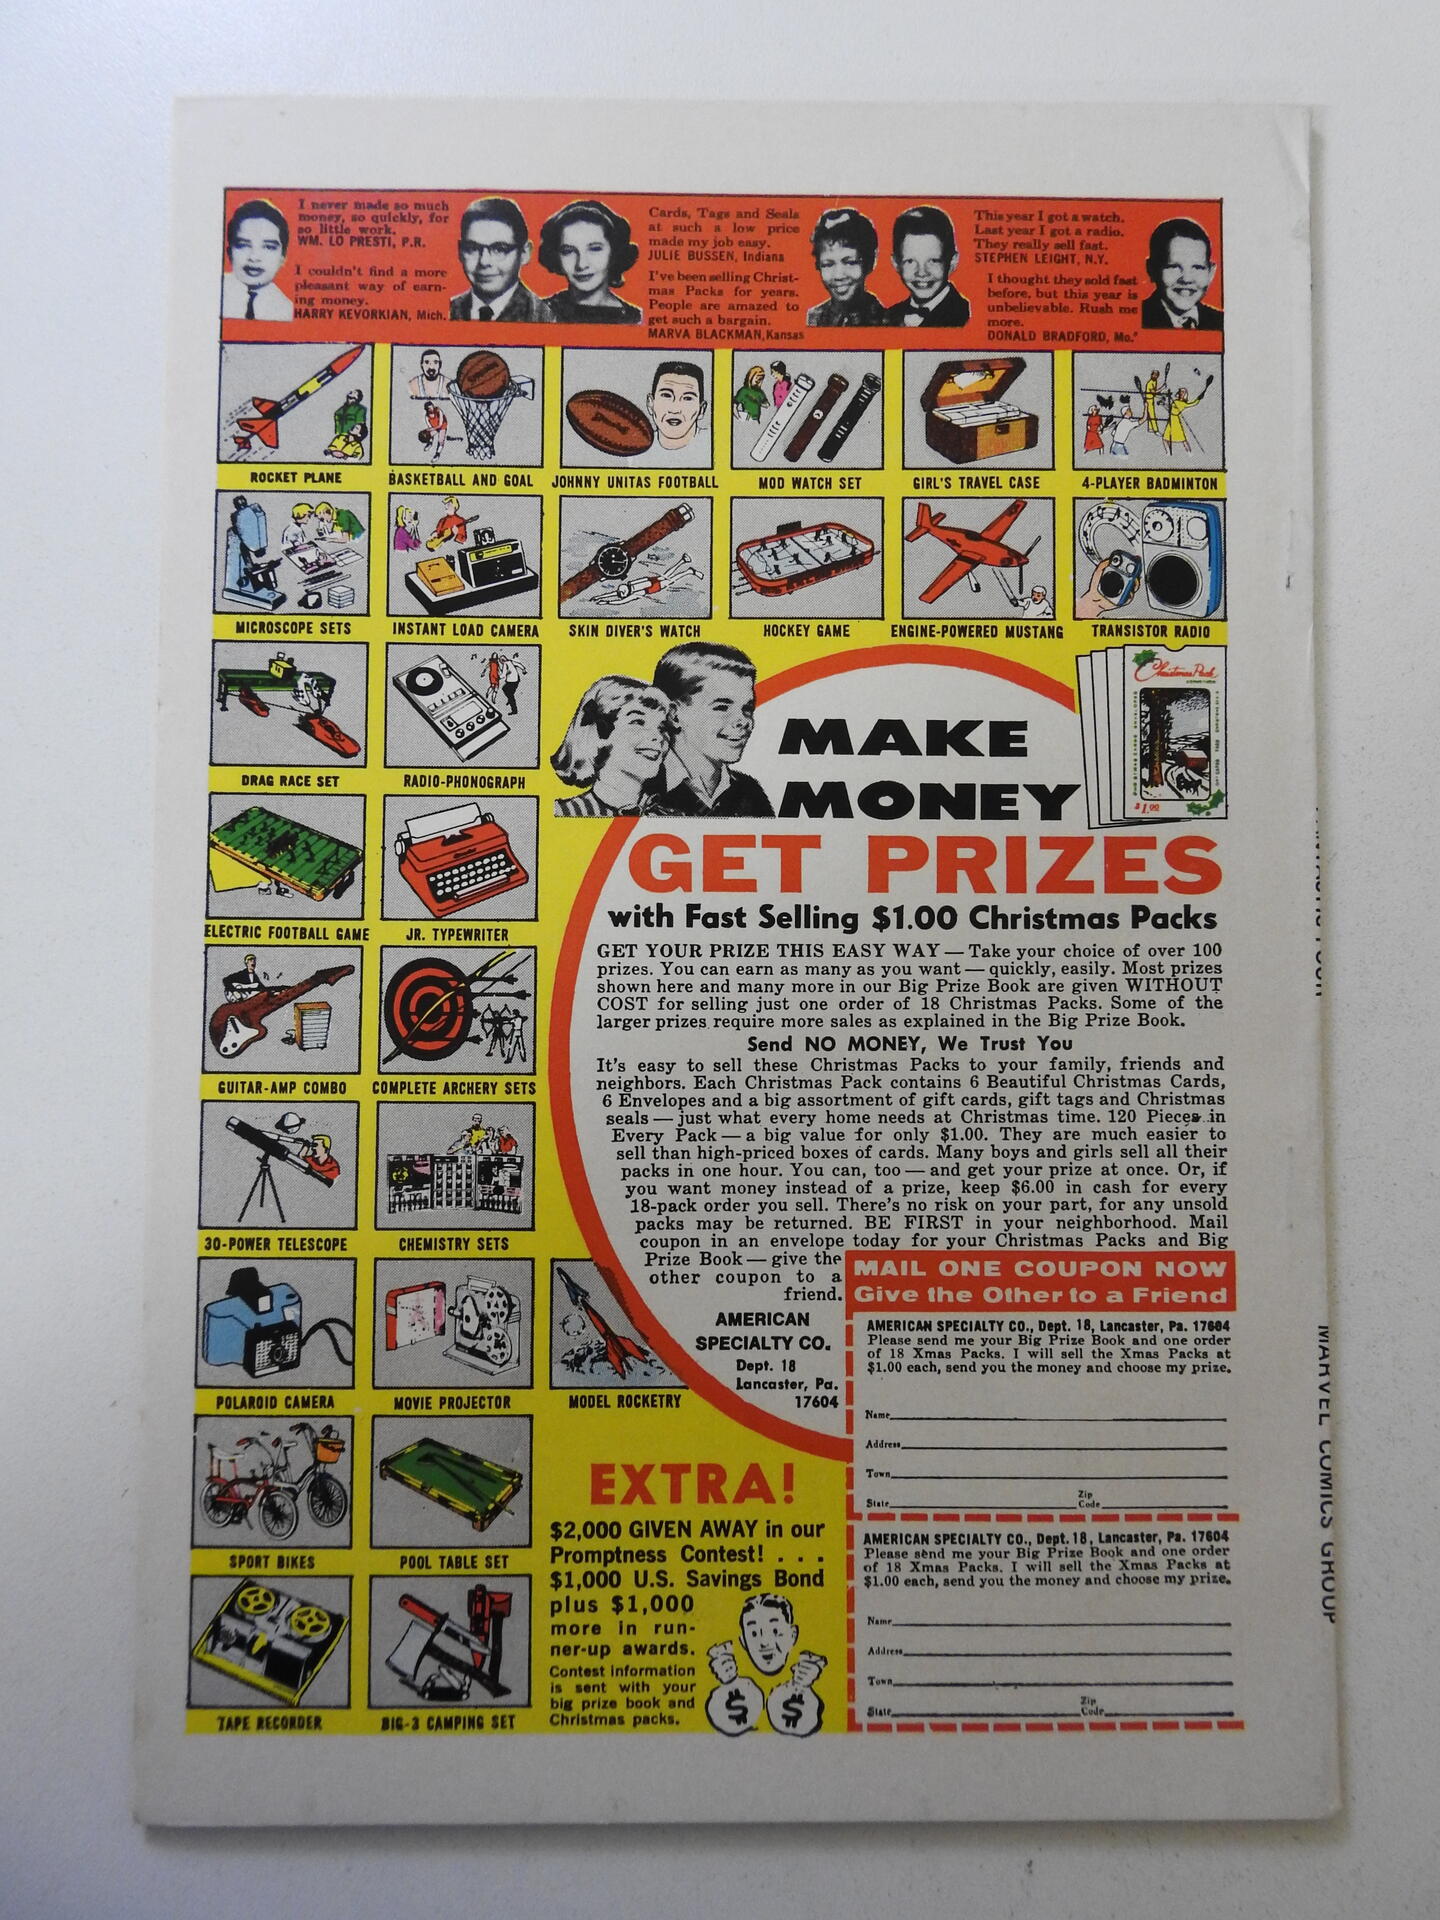 I never made so much
money, so quickly, for
so little work.
WM. LO PRESTI, P.R.
I couldn't find a more
pleasant way of earn-
ing money.
HARRY KEVORKIAN, Mich.
Cards, Tags and Seals
at such a low price
made my job easy.
JULIE BUSSEN, Indiana
I've been selling Christ-
mas Packs for years.
People are amazed to
get such a bargain.
MARVA BLACKMAN, Kansas
This year I got a watch.
Last year I got a radio.
They really sell fast.
STEPHEN LEIGHT, N.Y.
I thought they sold fast
before, but this year is
unbelievable. Rush me
more.
DONALD BRADFORD, Mo."
ROCKET PLANE
BASKETBALL AND GOAL
JOHNNY UNITAS FOOTBALL
MOD WATCH SET
GIRL'S TRAVEL CASE
4-PLAYER BADMINTON
MICROSCOPE SETS
INSTANT LOAD CAMERA
SKIN DIVER'S WATCH
HOCKEY GAME
ENGINE-POWERED MUSTANG
TRANSISTOR RADIO
DRAG RACE SET
RADIO-PHONOGRAPH
ELECTRIC FOOTBALL GAME
JR. TYPEWRITER
GUITAR-AMP COMBO
COMPLETE ARCHERY SETS
30-POWER TELESCOPE
CHEMISTRY SETS
POLAROID CAMERA
MOVIE PROJECTOR
MODEL ROCKETRY
SPORT BIKES
POOL TABLE SET
TAPE RECORDER
BIG-3 CAMPING SET
Christmas Pack
$1.00
MAKE
MONEY
GET PRIZES
with Fast Selling $1.00 Christmas Packs
GET YOUR PRIZE THIS EASY WAY — Take your choice of over 100
prizes. You can earn as many as you want — quickly, easily. Most prizes
shown here and many more in our Big Prize Book are given WITHOUT
COST for selling just one order of 18 Christmas Packs. Some of the
larger prizes require more sales as explained in the Big Prize Book.
Send NO MONEY, We Trust You
It's easy to sell these Christmas Packs to your family, friends and
neighbors. Each Christmas Pack contains 6 Beautiful Christmas Cards,
6 Envelopes and a big assortment of gift cards, gift tags and Christmas
seals — just what every home needs at Christmas time. 120 Pieces in
Every Pack — a big value for only $1.00. They are much easier to
sell than high-priced boxes of cards. Many boys and girls sell all their
packs in one hour. You can, too — and get your prize at once. Or, if
you want money instead of a prize, keep $6.00 in cash for every
18-pack order you sell. There's no risk on your part, for any unsold
packs may be returned. BE FIRST in your neighborhood. Mail
coupon in an envelope today for your Christmas Packs and Big
Prize Book — give the
other coupon to a
friend.
AMERICAN
SPECIALTY CO.
Dept. 18
Lancaster, Pa.
17604
MAIL ONE COUPON NOW
Give the Other to a Friend
AMERICAN SPECIALTY CO., Dept. 18, Lancaster, Pa. 17604
Please send me your Big Prize Book and one order
of 18 Xmas Packs. I will sell the Xmas Packs at
$1.00 each, send you the money and choose my prize.
Name
Address
Town
State Zip Code
AMERICAN SPECIALTY CO., Dept. 18, Lancaster, Pa. 17604
Please send me your Big Prize Book and one order
of 18 Xmas Packs. I will sell the Xmas Packs at
$1.00 each, send you the money and choose my prize.
Name
Address
Town
State Zip Code
EXTRA!
$2,000 GIVEN AWAY in our
Promptness Contest! . . .
$1,000 U.S. Savings Bond
plus $1,000
more in run-
ner-up awards.
Contest information
is sent with your
big prize book and
Christmas packs.
$ $
MARVEL COMICS GROUP